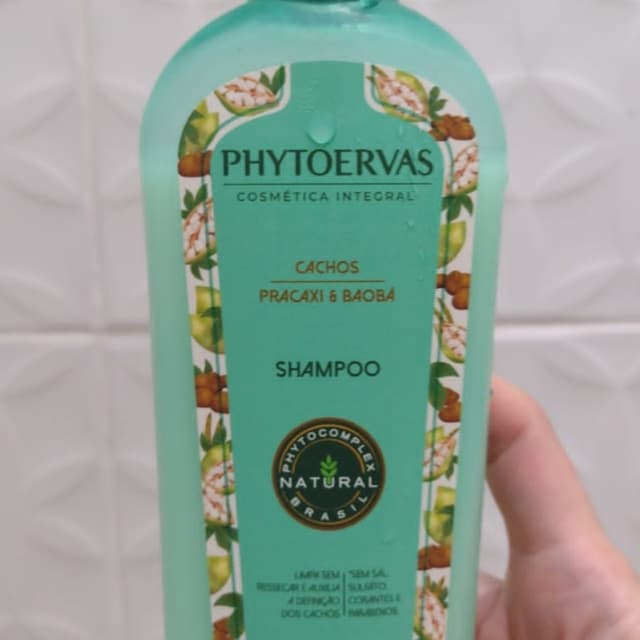 PHYTOERVAS
COSMÉTICA INTEGRAL
CACHOS
PRACAXI & BAOBÁ
SHAMPOO
PHYTOCOMPLEX
NATURAL
BRASIL
LIMPA SEM
RESSECAR E AUXILIA
A DEFINIÇÃO
DOS CACHOS
*SEM SAL,
SULFATO,
CORANTES E
PARABENOS